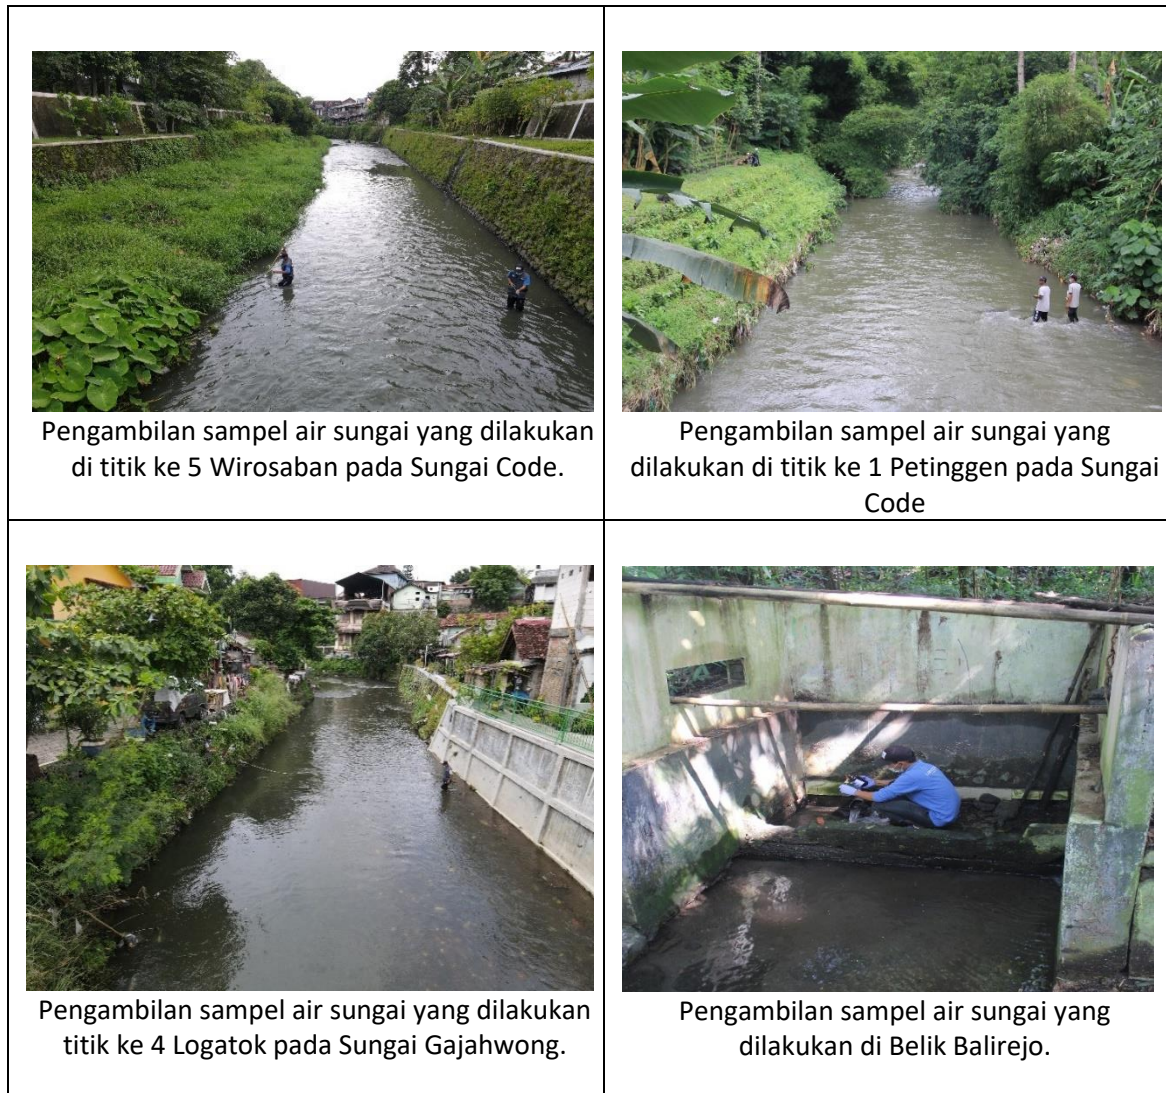 Pengambilan sampel air sungai yang dilakukan
di titik ke 5 Wirosaban pada Sungai Code.
Pengambilan sampel air sungai yang
dilakukan di titik ke 1 Petinggen pada Sungai
Code
Pengambilan sampel air sungai yang dilakukan
titik ke 4 Logatok pada Sungai Gajahwong.
Pengambilan sampel air sungai yang
dilakukan di Belik Balirejo.